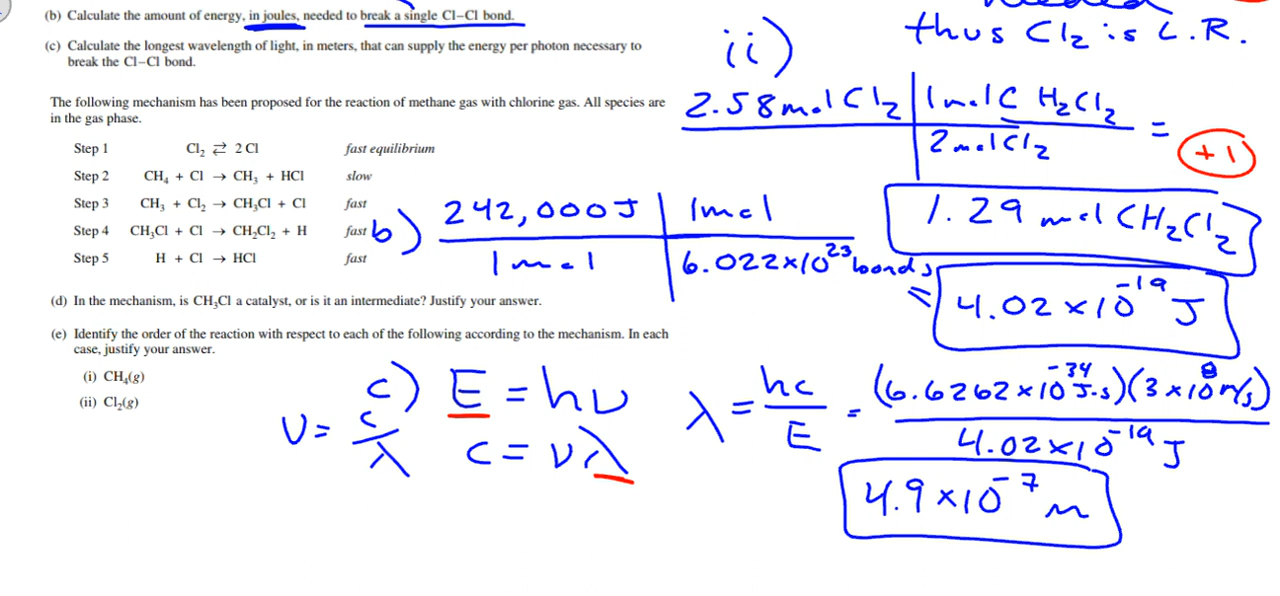 (b) Calculate the amount of energy, in joules, needed to break a single Cl−Cl bond.
(c) Calculate the longest wavelength of light, in meters, that can supply the energy per photon necessary to
break the Cl−Cl bond.
The following mechanism has been proposed for the reaction of methane gas with chlorine gas. All species are
in the gas phase.
Step 1 Cl₂ ⇄ 2 Cl fast equilibrium
Step 2 CH₄ + Cl → CH₃ + HCl slow
Step 3 CH₃ + Cl₂ → CH₃Cl + Cl fast
Step 4 CH₃Cl + Cl → CH₂Cl₂ + H fast
Step 5 H + Cl → HCl fast
(d) In the mechanism, is CH₃Cl a catalyst, or is it an intermediate? Justify your answer.
(e) Identify the order of the reaction with respect to each of the following according to the mechanism. In each
case, justify your answer.
(i) CH₄(g)
(ii) Cl₂(g)
thus Cl₂ is L.R.
ii)
2.58 mol Cl₂ | 1 mol CH₂Cl₂ =
2 mol Cl₂
+1
1.29 mol CH₂Cl₂
b) 242,000 J | 1 mol
1 mol | 6.022×10²³ bonds
= 4.02 ×10⁻¹⁹ J
c) E = hν
ν = c/λ c = νλ
λ = hc/E = (6.6262×10⁻³⁴ J·s)(3×10⁸ m/s)
4.02×10⁻¹⁹ J
4.9×10⁻⁷ m